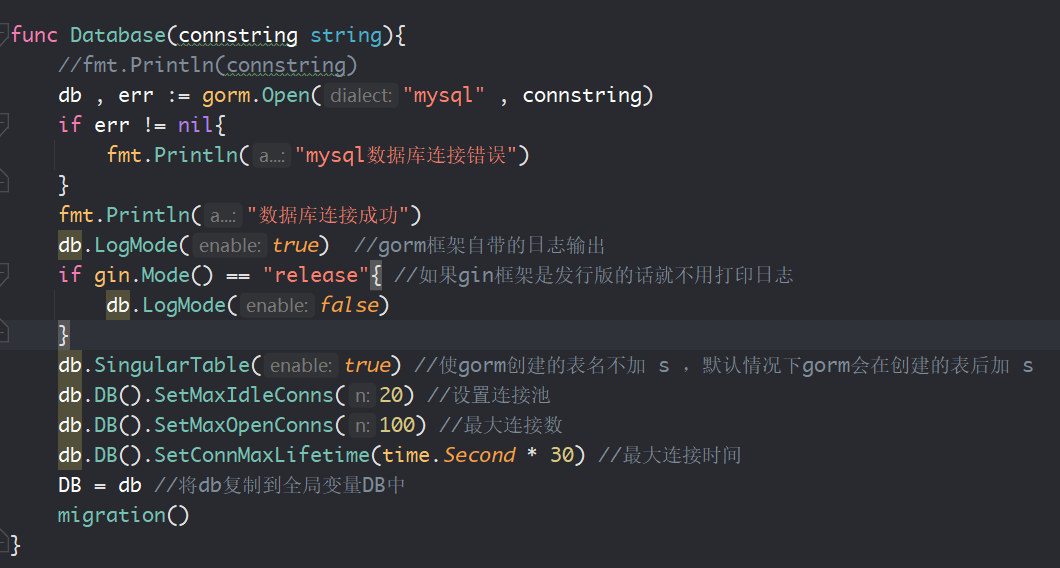 func Database(connstring string){
    //fmt.Println(connstring)
    db , err := gorm.Open( dialect: "mysql" , connstring)
    if err != nil{
        fmt.Println( a...: "mysql数据库连接错误")
    }
    fmt.Println( a...: "数据库连接成功")
    db.LogMode( enable: true)  //gorm框架自带的日志输出
    if gin.Mode() == "release"{ //如果gin框架是发行版的话就不用打印日志
        db.LogMode( enable: false)
    }
    db.SingularTable( enable: true) //使gorm创建的表名不加 s ，默认情况下gorm会在创建的表后加 s
    db.DB().SetMaxIdleConns( n: 20) //设置连接池
    db.DB().SetMaxOpenConns( n: 100) //最大连接数
    db.DB().SetConnMaxLifetime(time.Second * 30) //最大连接时间
    DB = db //将db复制到全局变量DB中
    migration()
}